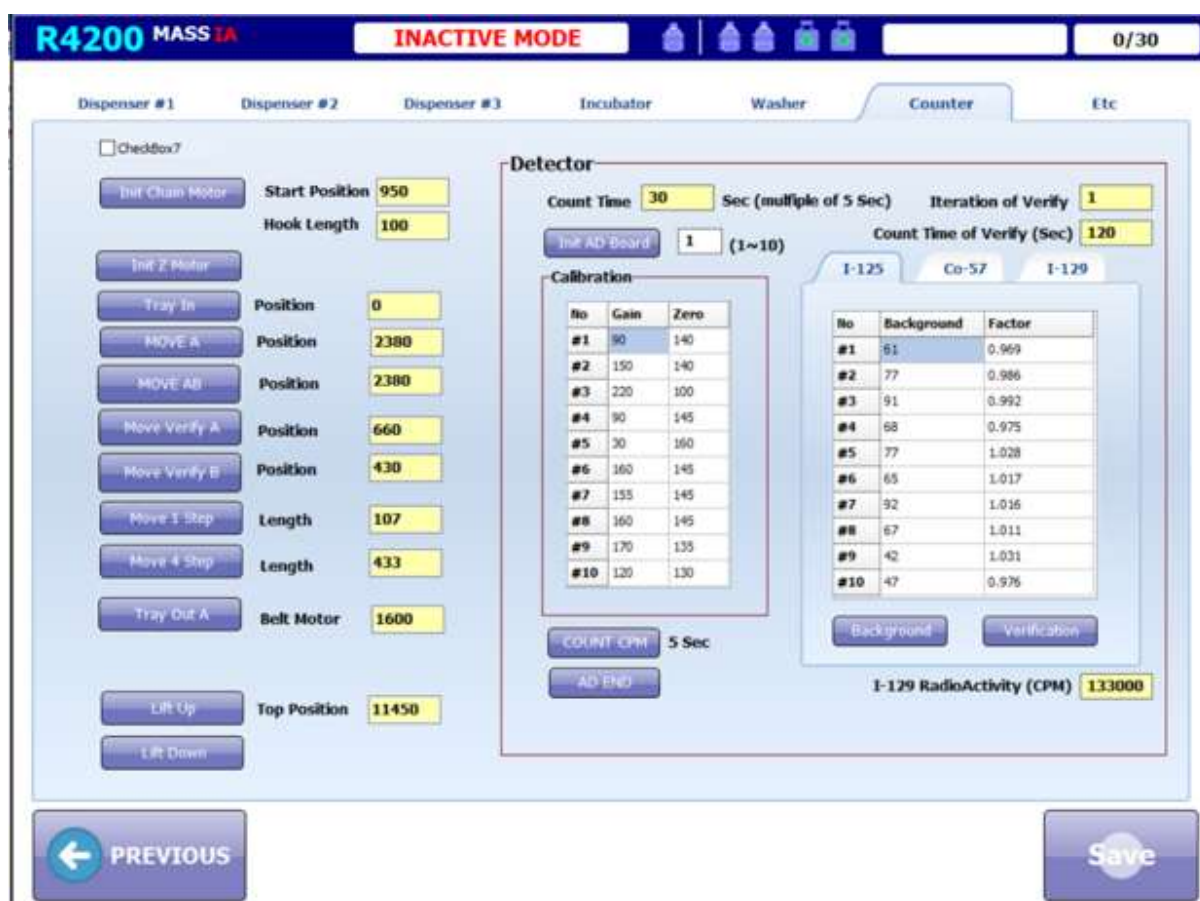 R4200 MASS IA INACTIVE MODE 0/30
Dispenser #1 Dispenser #2 Dispenser #3 Incubator Washer Counter Etc
CheckBox7
Init Chain Motor Start Position 950
Hook Length 100
Init Z Motor
Tray In Position 0
MOVE A Position 2380
MOVE AB Position 2380
Move Verify A Position 660
Move Verify B Position 430
Move 1 Step Length 107
Move 4 Step Length 433
Tray Out A Belt Motor 1600
Lift Up Top Position 11450
Lift Down
Detector
Count Time 30 Sec (multiple of 5 Sec) Iteration of Verify 1
Init AD Board 1 (1~10) Count Time of Verify (Sec) 120
Calibration
No Gain Zero
#1 90 140
#2 150 140
#3 220 100
#4 90 145
#5 30 160
#6 160 145
#7 155 145
#8 160 145
#9 170 135
#10 120 130
COUNT CPM 5 Sec
AD END
I-125 Co-57 I-129
No Background Factor
#1 61 0.969
#2 77 0.986
#3 91 0.992
#4 68 0.975
#5 77 1.028
#6 65 1.017
#7 92 1.016
#8 67 1.011
#9 42 1.031
#10 47 0.976
Background Verification
I-129 RadioActivity (CPM) 133000
PREVIOUS Save